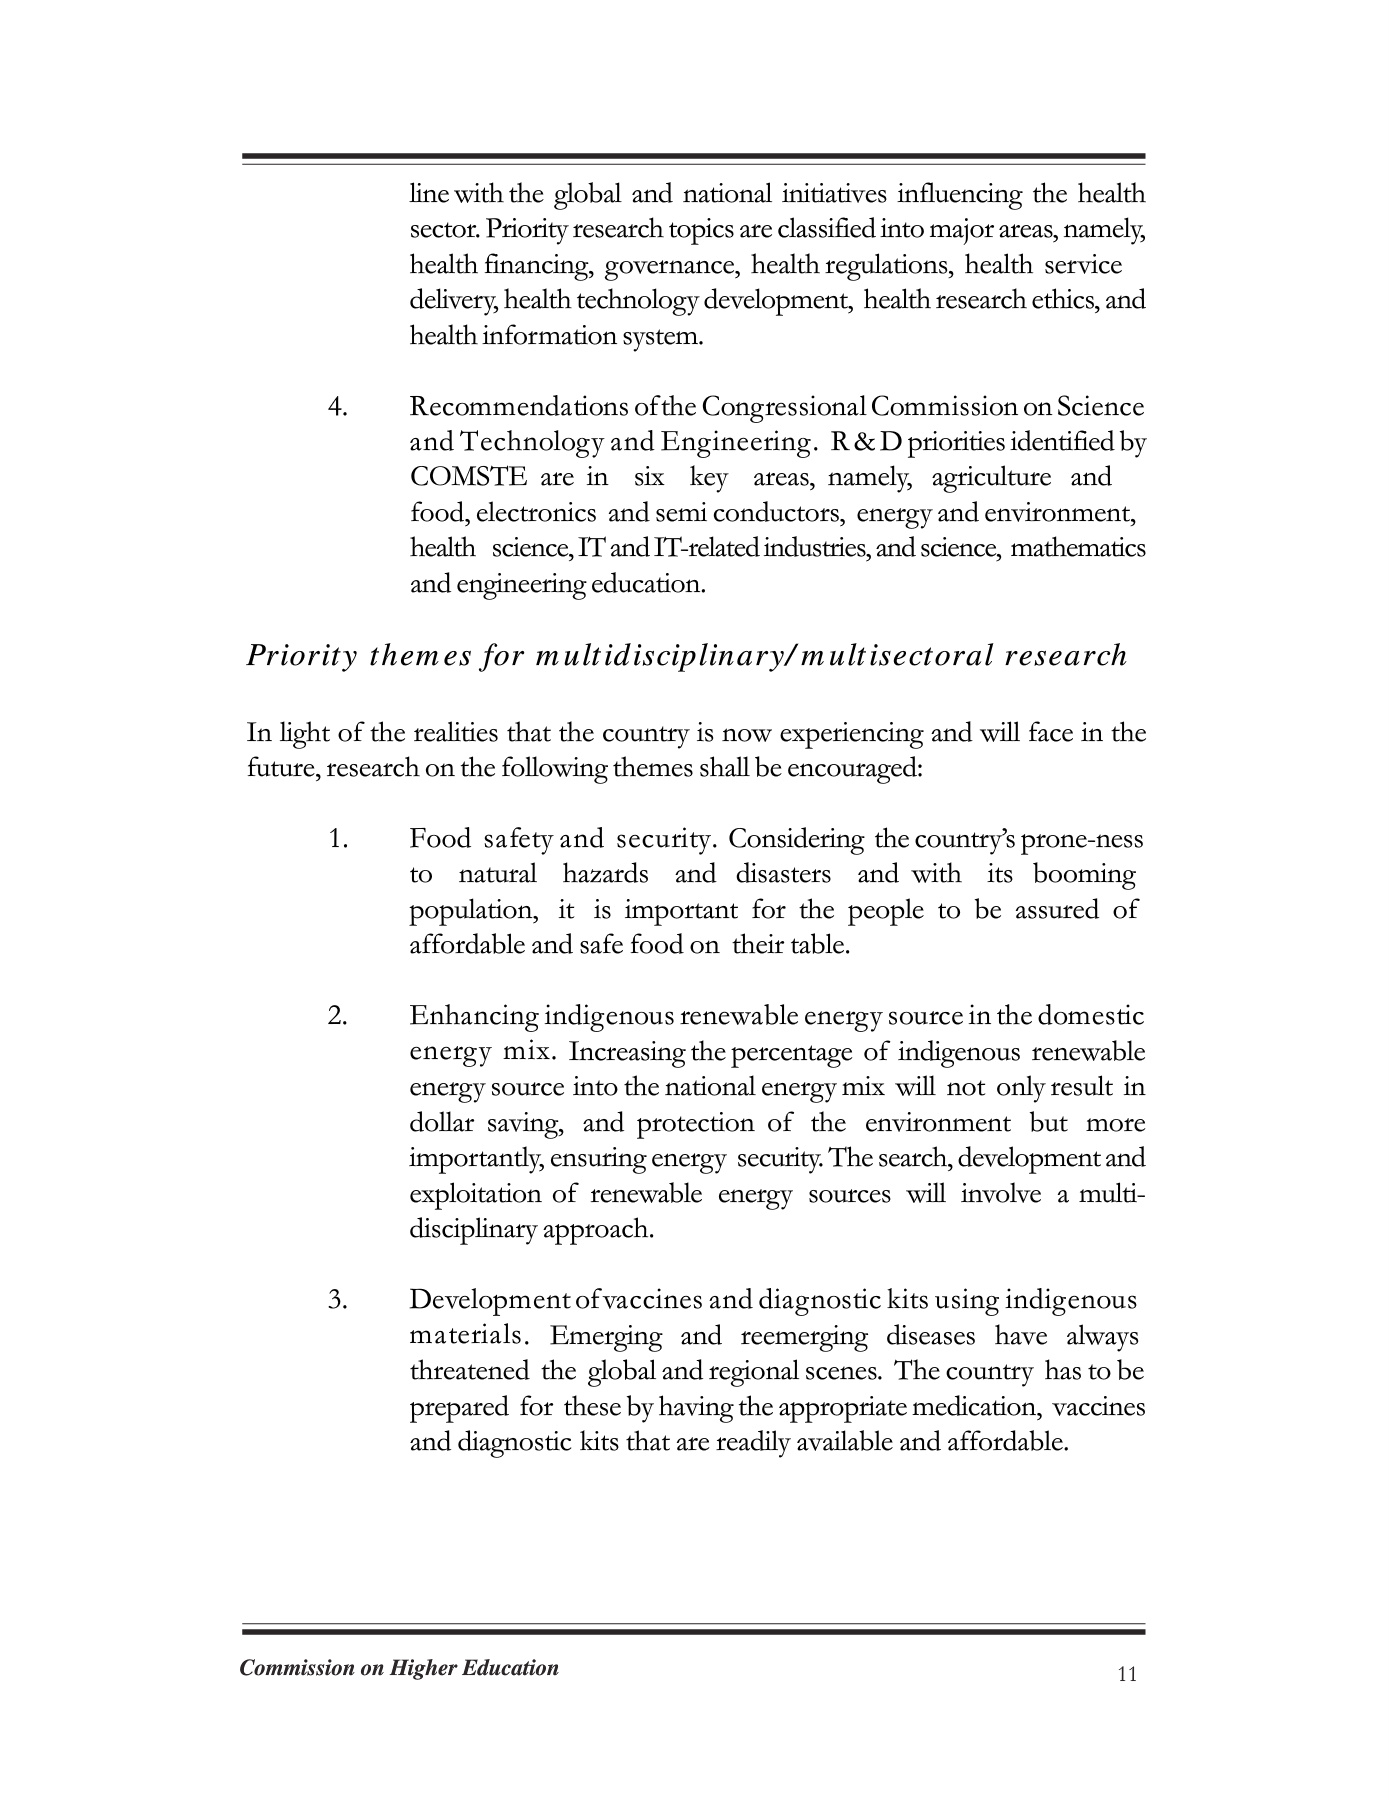 line with the global and national initiatives influencing the health
sector. Priority research topics are classified into major areas, namely,
health financing, governance, health regulations, health service
delivery, health technology development, health research ethics, and
health information system.
4. Recommendations of the Congressional Commission on Science
and Technology and Engineering. R & D priorities identified by
COMSTE are in six key areas, namely, agriculture and
food, electronics and semi conductors, energy and environment,
health science, IT and IT-related industries, and science, mathematics
and engineering education.
Priority themes for multidisciplinary/multisectoral research
In light of the realities that the country is now experiencing and will face in the
future, research on the following themes shall be encouraged:
1. Food safety and security. Considering the country's prone-ness
to natural hazards and disasters and with its booming
population, it is important for the people to be assured of
affordable and safe food on their table.
2. Enhancing indigenous renewable energy source in the domestic
energy mix. Increasing the percentage of indigenous renewable
energy source into the national energy mix will not only result in
dollar saving, and protection of the environment but more
importantly, ensuring energy security. The search, development and
exploitation of renewable energy sources will involve a multi-
disciplinary approach.
3. Development of vaccines and diagnostic kits using indigenous
materials. Emerging and reemerging diseases have always
threatened the global and regional scenes. The country has to be
prepared for these by having the appropriate medication, vaccines
and diagnostic kits that are readily available and affordable.
Commission on Higher Education
11